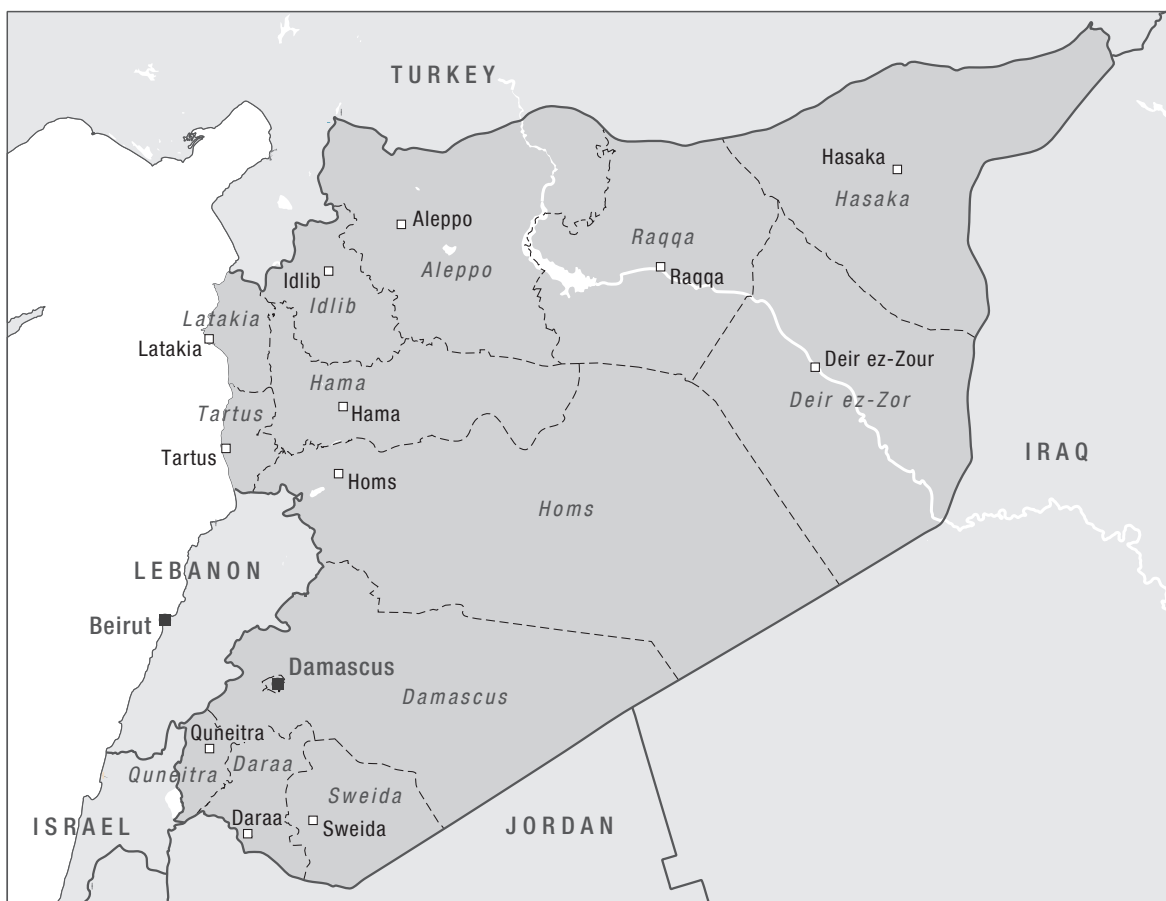 TURKEY
Hasaka
Hasaka
Aleppo
Raqqa
Aleppo
Idlib
Raqqa
Idlib
Latakia
Latakia
Deir ez-Zour
Hama
Deir ez-Zor
Tartus
Hama
Tartus
IRAQ
Homs
Homs
LEBANON
Beirut
Damascus
Damascus
Quneitra
Daraa
Quneitra
Sweida
Daraa
Sweida
ISRAEL
JORDAN